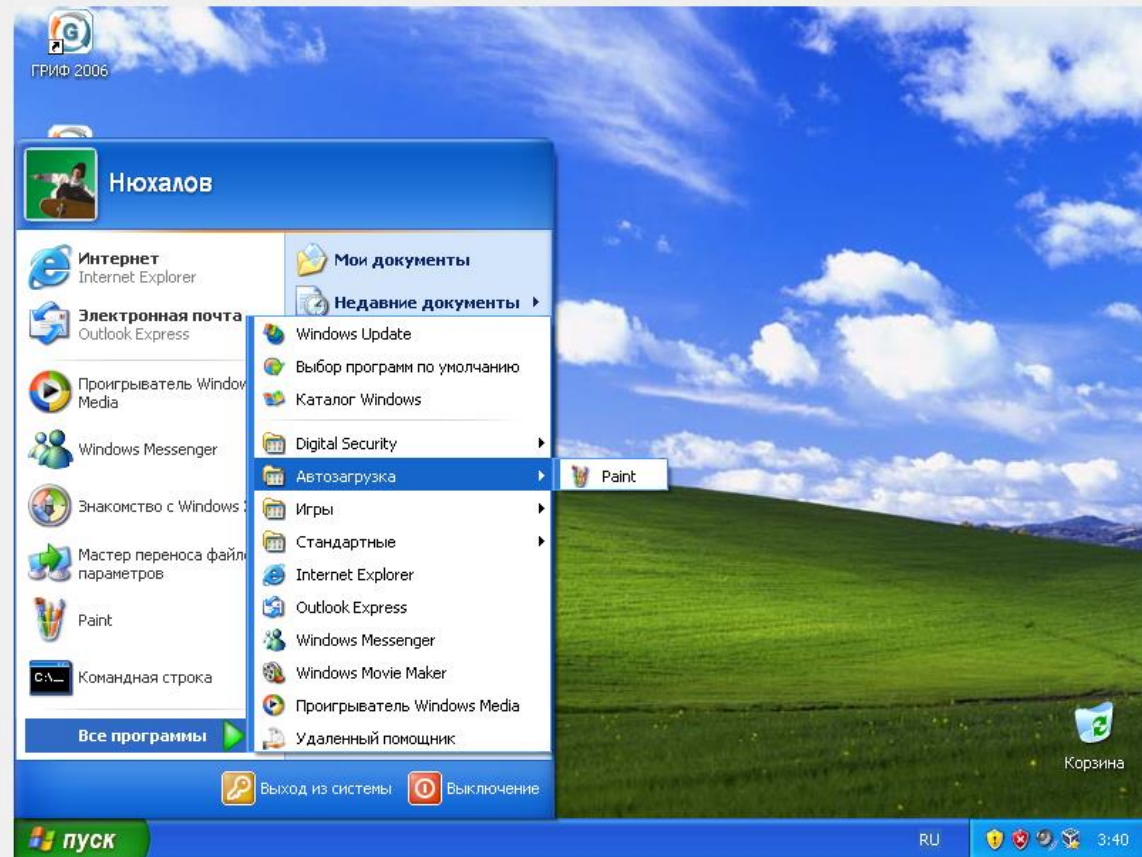 ГРИФ 2006
Нюхалов
Интернет
Internet Explorer
Электронная почта
Outlook Express
Проигрыватель Window
Media
Windows Messenger
Знакомство с Windows
Мастер переноса файло
параметров
Paint
C:\_
Командная строка
Все программы
Мои документы
Недавние документы
Windows Update
Выбор программ по умолчанию
Каталог Windows
Digital Security
Автозагрузка
Игры
Стандартные
Internet Explorer
Outlook Express
Windows Messenger
Windows Movie Maker
Проигрыватель Windows Media
Удаленный помощник
Paint
Корзина
Выход из системы
Выключение
пуск
RU
3:40